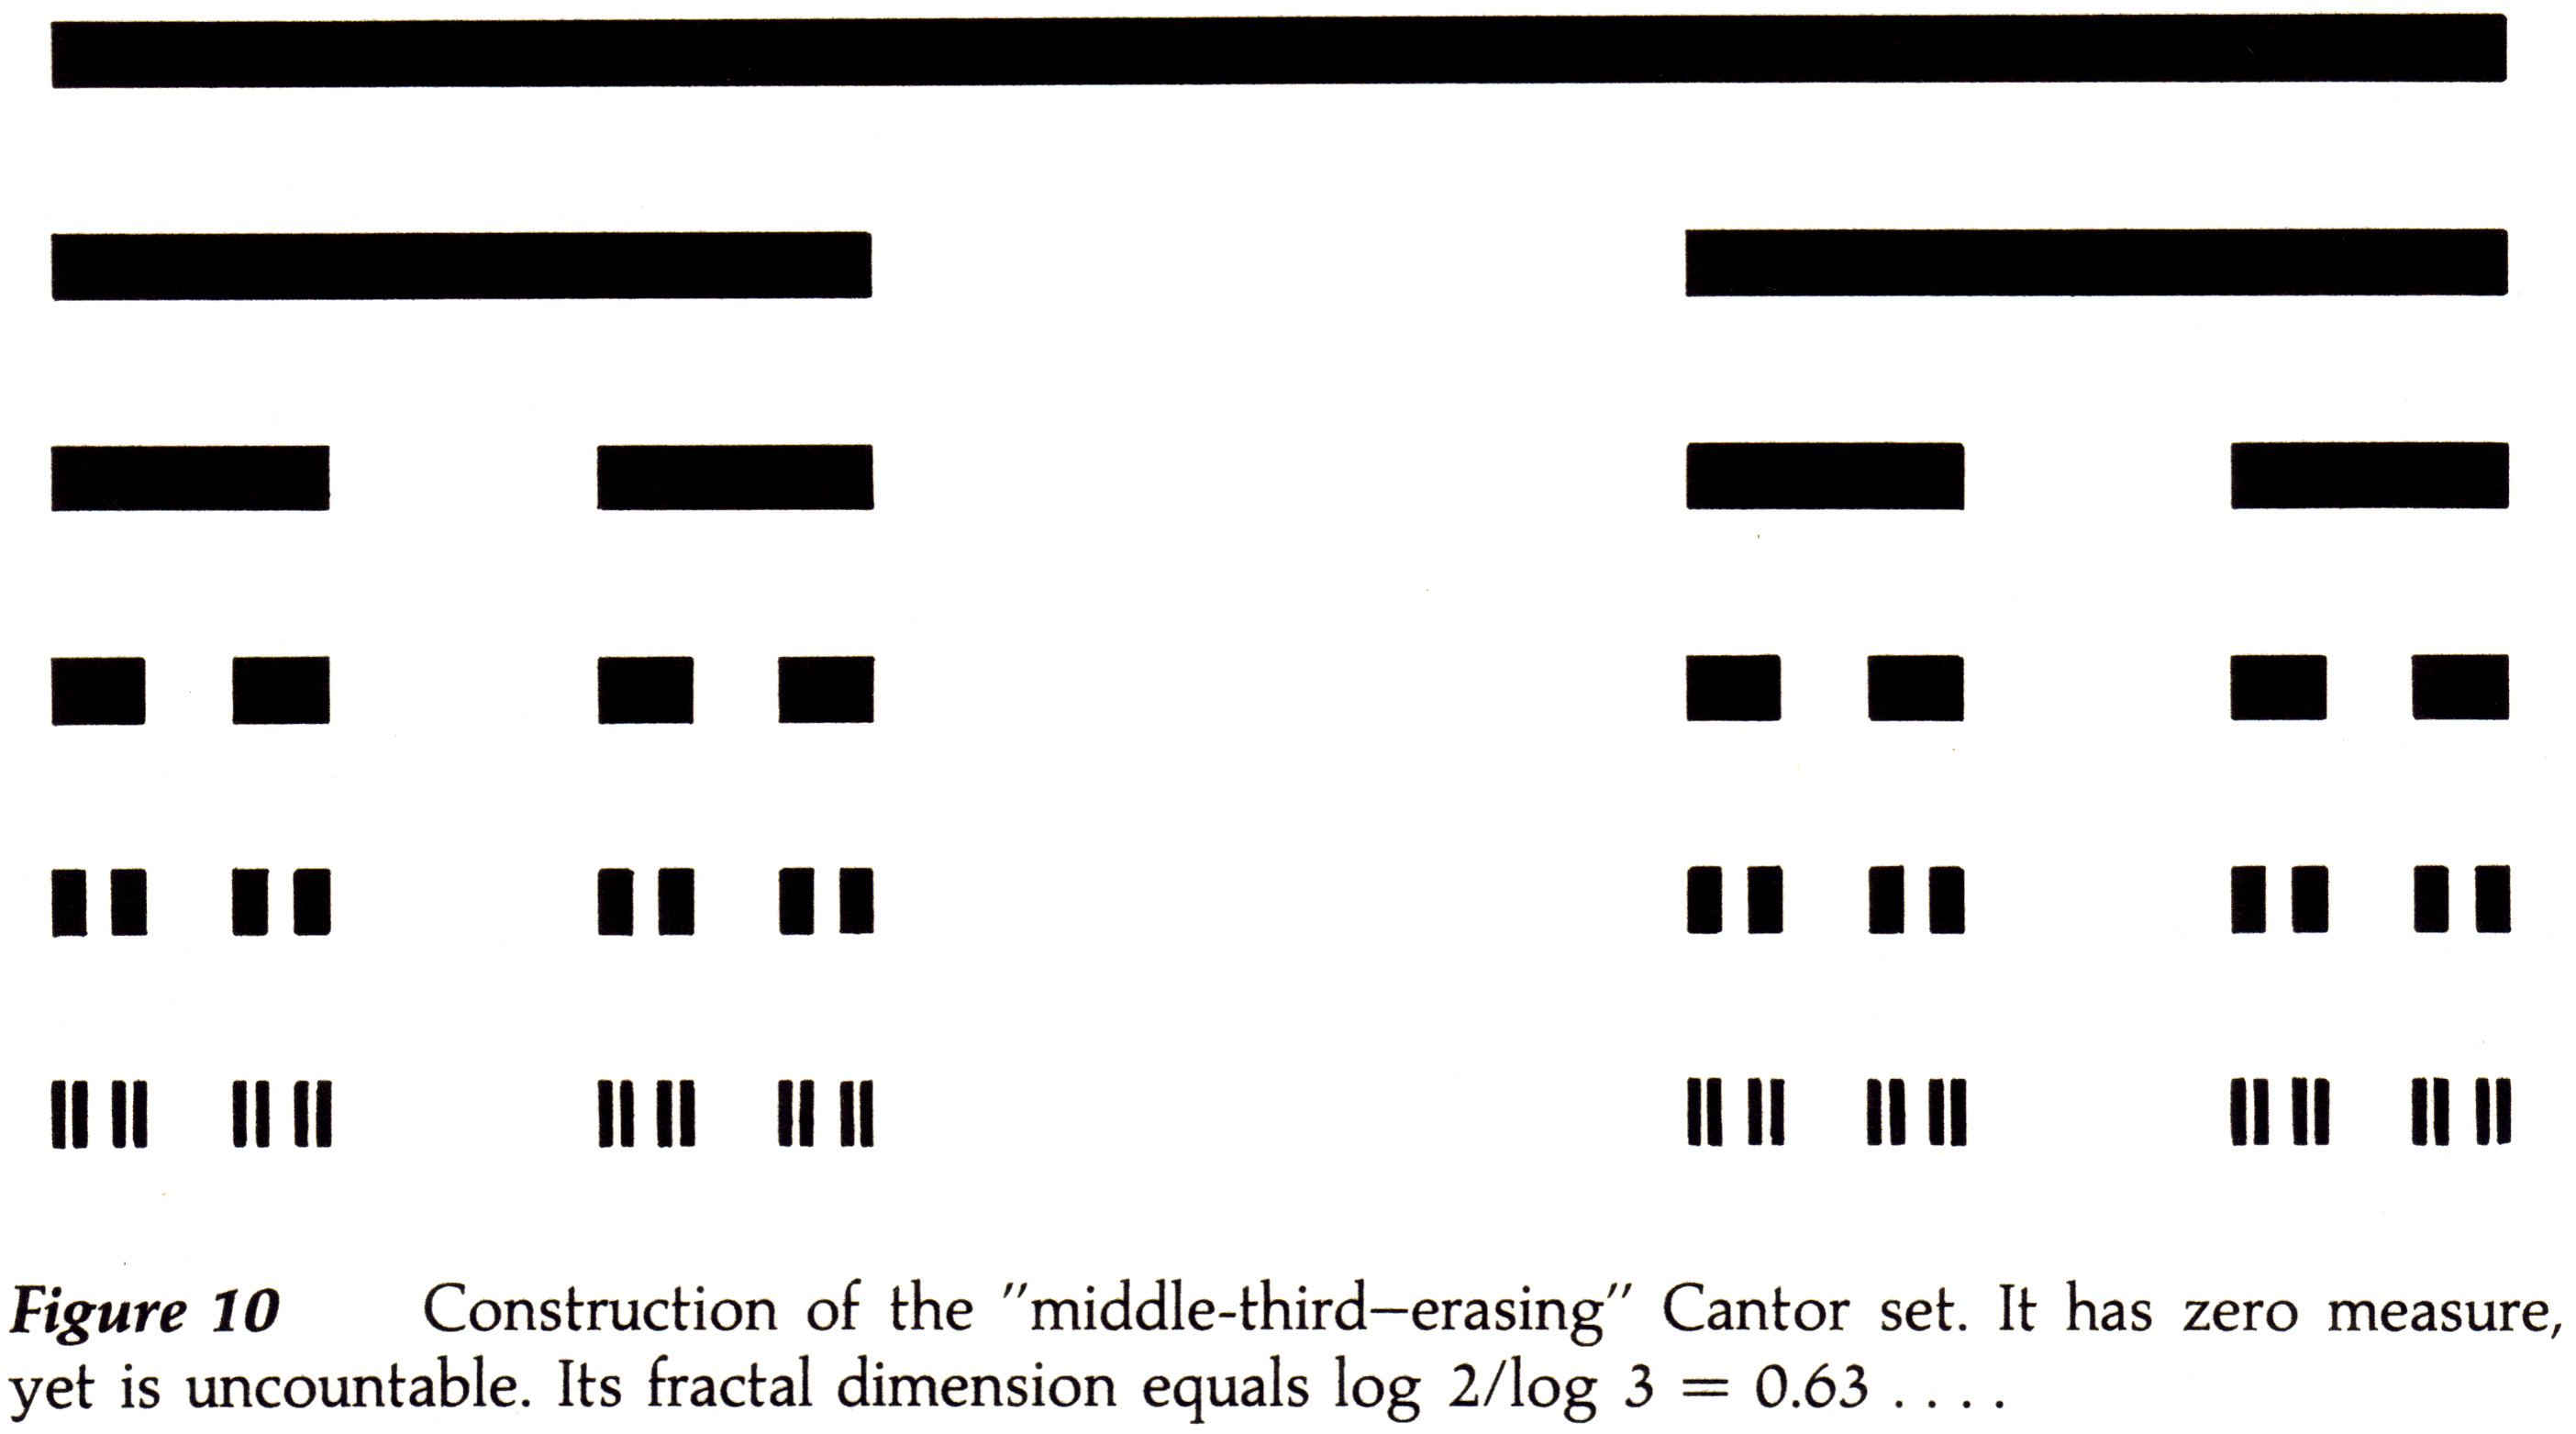 Figure 10 Construction of the "middle-third–erasing" Cantor set. It has zero measure,
yet is uncountable. Its fractal dimension equals log 2/log 3 = 0.63 . . . .